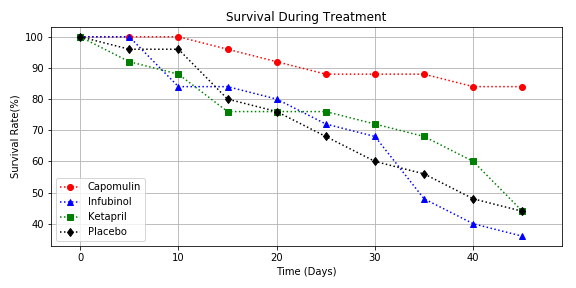 Survival During Treatment
Survival Rate(%)
100
90
80
70
60
50
40
Capomulin
Infubinol
Ketapril
Placebo
0
10
20
30
40
Time (Days)